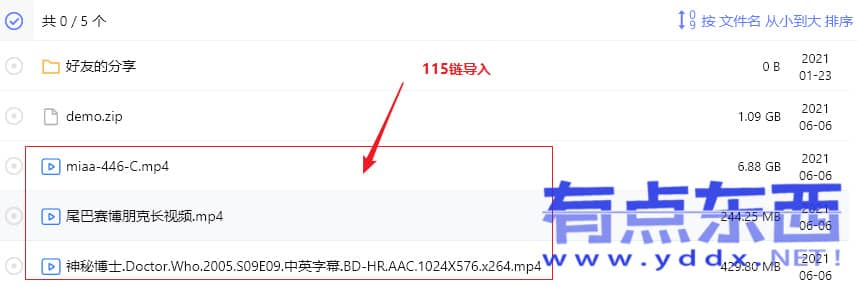 共 0 / 5 个
按 文件名 从小到大 排序
115链导入
好友的分享 0 B 2021 01-23
demo.zip 1.09 GB 2021 06-06
miaa-446-C.mp4 6.88 GB 2021 06-06
尾巴赛博朋克长视频.mp4 244.25 MB 2021 06-06
神秘博士.Doctor.Who.2005.S09E09.中英字幕.BD-HR.AAC.1024X576.x264.mp4 429.80 MB 2021 06-06
有点东西
www.yddx.NET!